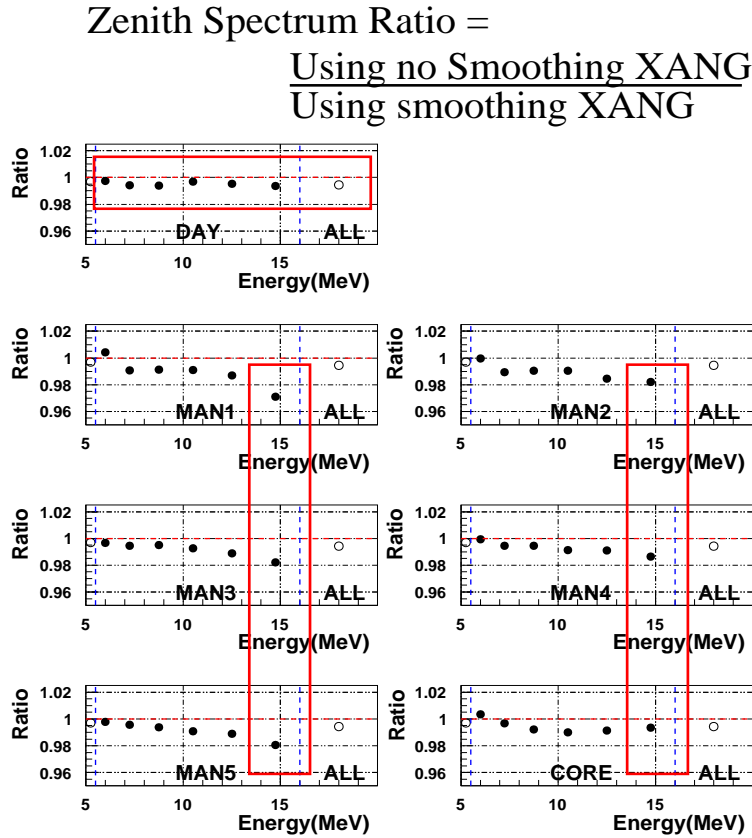 Zenith Spectrum Ratio =
Using no Smoothing XANG
Using smoothing XANG
Ratio
1.02
1
0.98
0.96
DAY
ALL
5 10 15
Energy(MeV)
Ratio
1.02
1
0.98
0.96
MAN1
ALL
5 10 15
Energy(MeV)
Ratio
1.02
1
0.98
0.96
MAN2
ALL
5 10 15
Energy(MeV)
Ratio
1.02
1
0.98
0.96
MAN3
ALL
5 10 15
Energy(MeV)
Ratio
1.02
1
0.98
0.96
MAN4
ALL
5 10 15
Energy(MeV)
Ratio
1.02
1
0.98
0.96
MAN5
ALL
5 10 15
Energy(MeV)
Ratio
1.02
1
0.98
0.96
CORE
ALL
5 10 15
Energy(MeV)